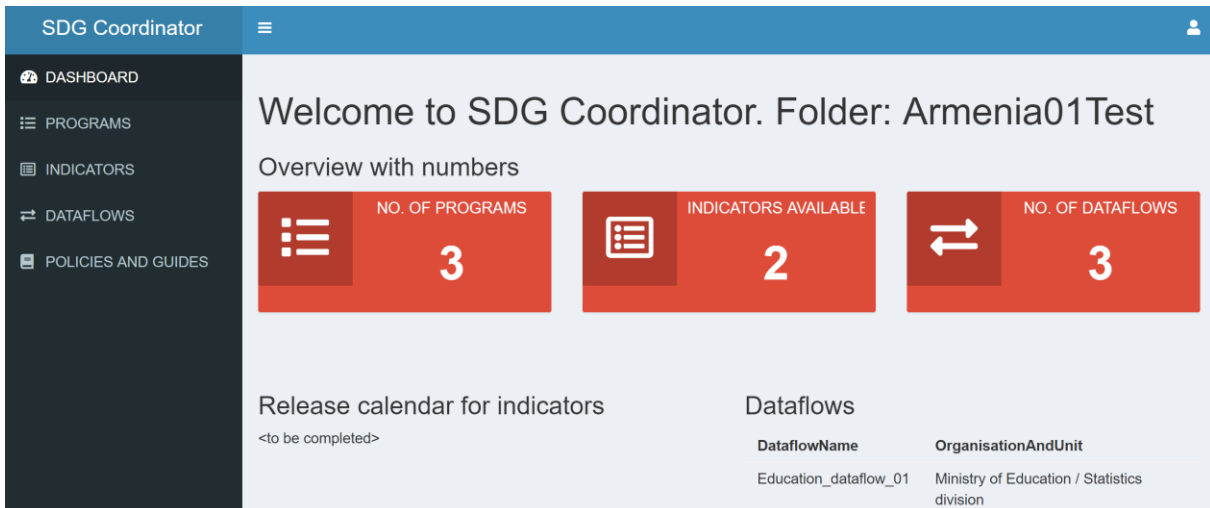 SDG Coordinator
DASHBOARD
PROGRAMS
INDICATORS
DATAFLOWS
POLICIES AND GUIDES
Welcome to SDG Coordinator. Folder: Armenia01Test
Overview with numbers
NO. OF PROGRAMS
3
INDICATORS AVAILABLE
2
NO. OF DATAFLOWS
3
Release calendar for indicators
<to be completed>
Dataflows
DataflowName OrganisationAndUnit
Education_dataflow_01 Ministry of Education / Statistics
division